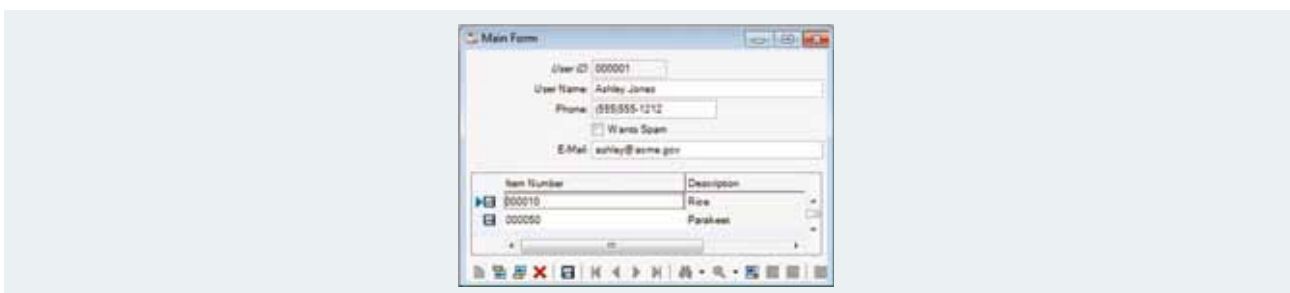 Main Form
User ID 000001
User Name Ashley Jones
Phone (555)555-1212
Wants Spam
E-Mail ashley@acme.gov
Item Number Description
000010 Rice
000050 Parakeet